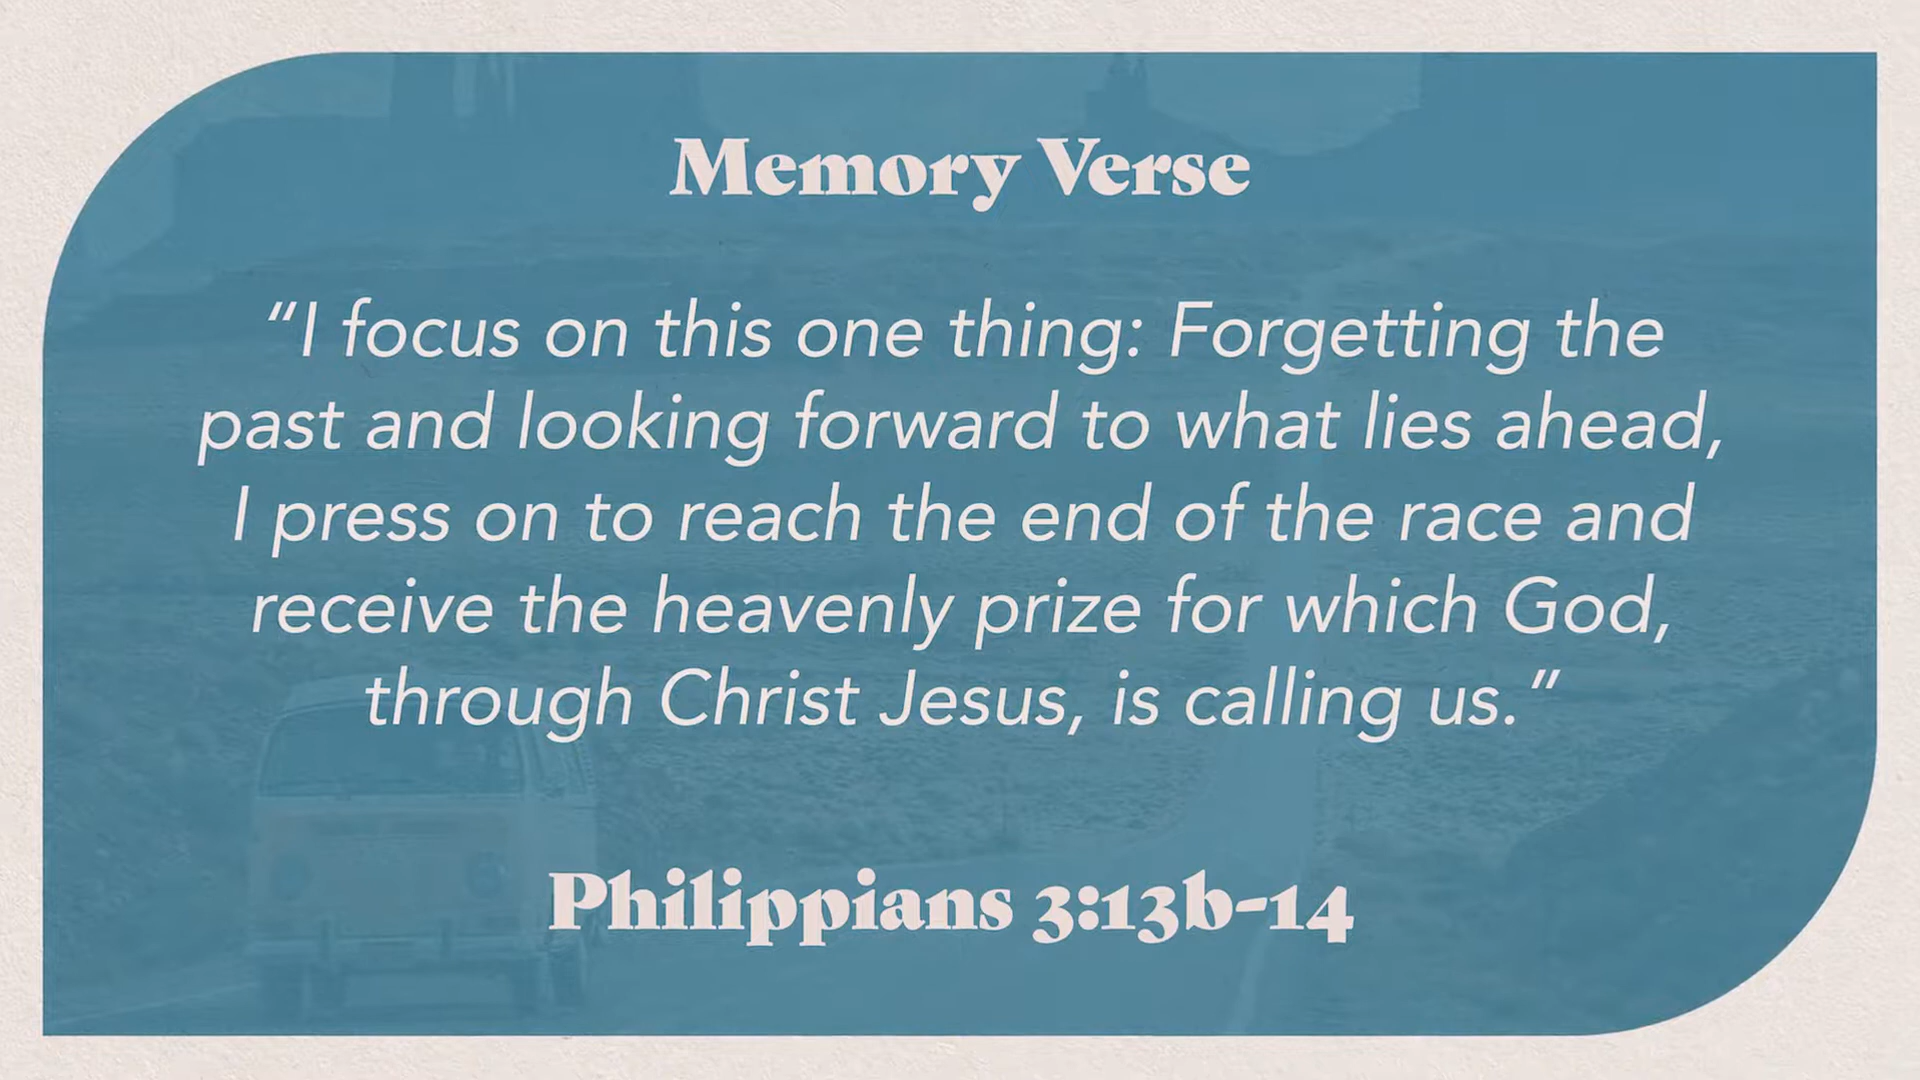 Memory Verse
“I focus on this one thing: Forgetting the
past and looking forward to what lies ahead,
I press on to reach the end of the race and
receive the heavenly prize for which God,
through Christ Jesus, is calling us.”
Philippians 3:13b-14